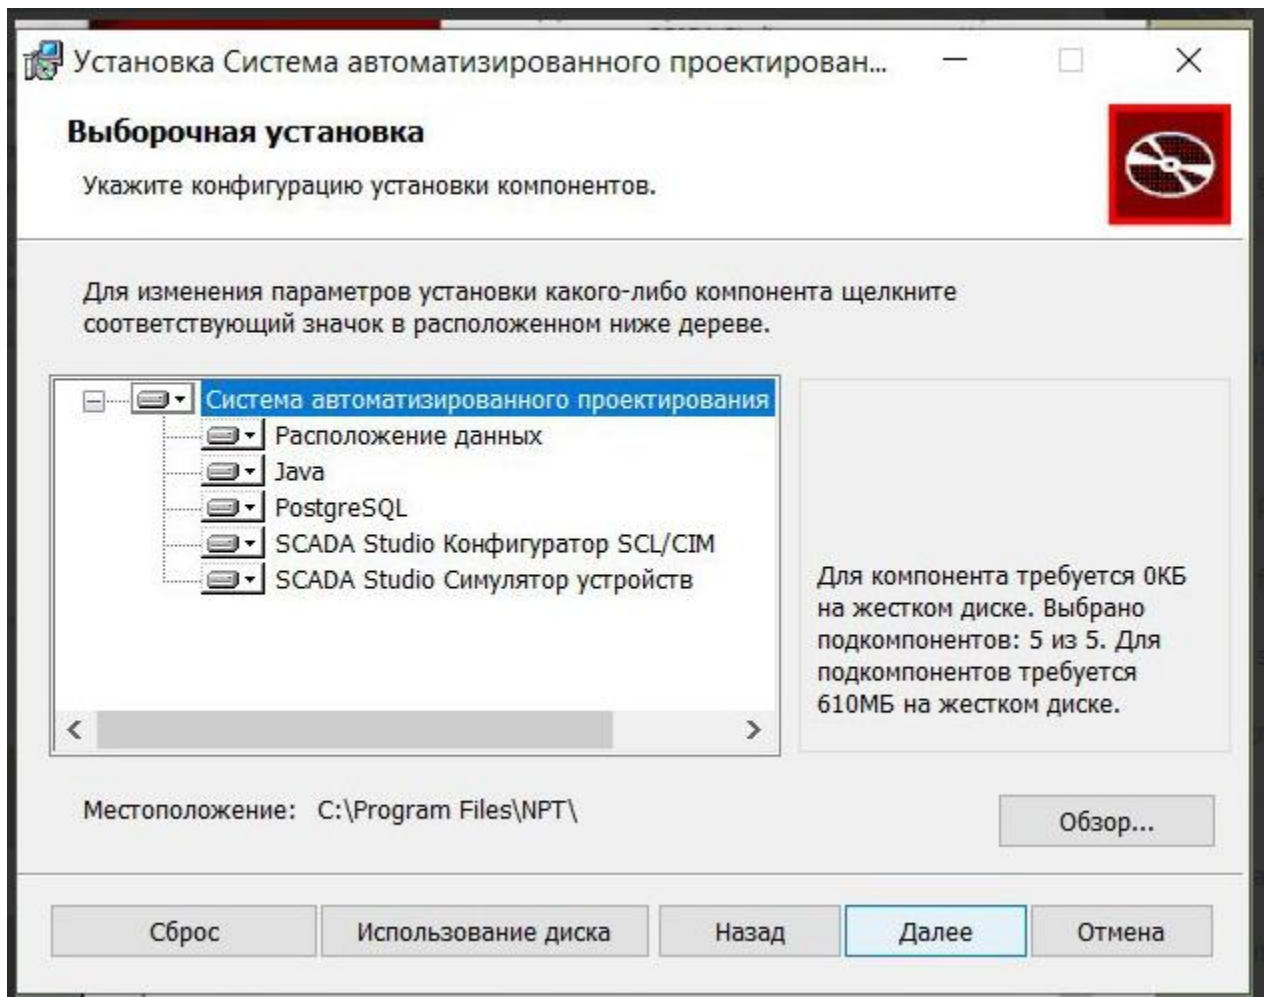 Установка Система автоматизированного проектирован...
Выборочная установка
Укажите конфигурацию установки компонентов.
Для изменения параметров установки какого-либо компонента щелкните
соответствующий значок в расположенном ниже дереве.
Система автоматизированного проектирования
Расположение данных
Java
PostgreSQL
SCADA Studio Конфигуратор SCL/CIM
SCADA Studio Симулятор устройств
Для компонента требуется 0КБ
на жестком диске. Выбрано
подкомпонентов: 5 из 5. Для
подкомпонентов требуется
610МБ на жестком диске.
Местоположение: C:\Program Files\NPT\
Обзор...
Сброс
Использование диска
Назад
Далее
Отмена